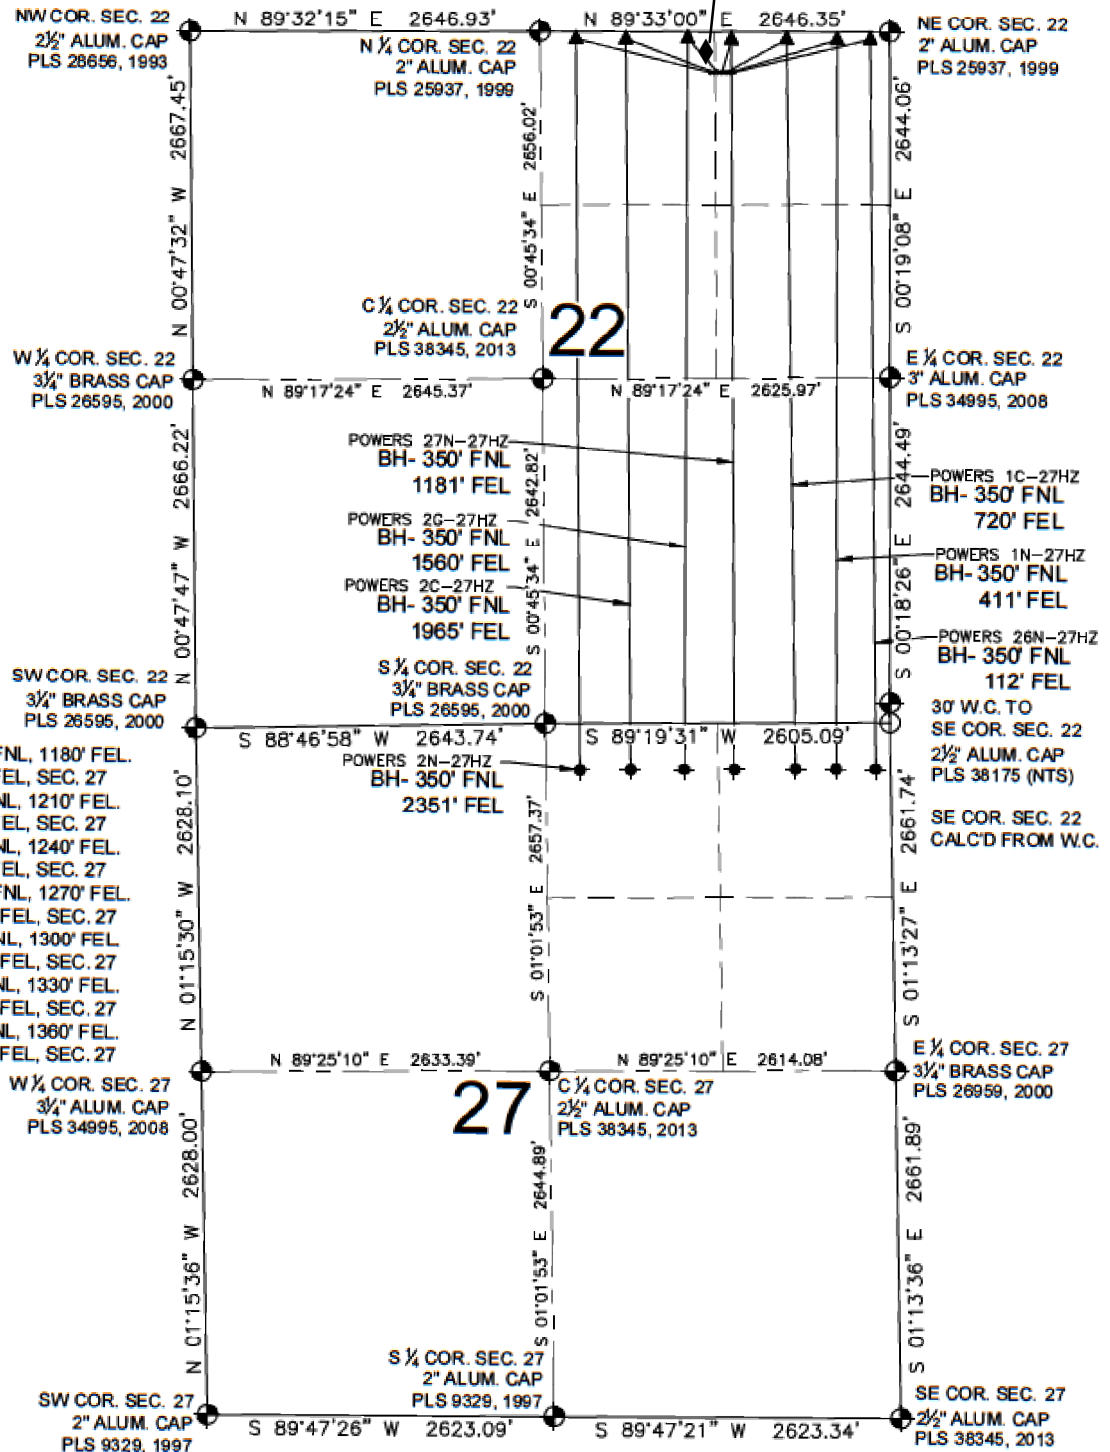 NW COR. SEC. 22
2½" ALUM. CAP
PLS 28656, 1993
N 89°32'15" E 2646.93'
N ¼ COR. SEC. 22
2" ALUM. CAP
PLS 25937, 1999
N 89°33'00" E 2646.35'
NE COR. SEC. 22
2" ALUM. CAP
PLS 25937, 1999
N 00°47'32" W 2667.45'
S 00°45'34" E 2656.02'
S 00°19'08" E 2644.06'
C ¼ COR. SEC. 22
2½" ALUM. CAP
PLS 38345, 2013
22
W ¼ COR. SEC. 22
3¼" BRASS CAP
PLS 26595, 2000
N 89°17'24" E 2645.37'
N 89°17'24" E 2625.97'
E ¼ COR. SEC. 22
3" ALUM. CAP
PLS 34995, 2008
N 00°47'47" W 2666.22'
S 00°45'34" E 2642.82'
S 00°18'26" E 2644.49'
POWERS 27N-27HZ
BH- 350' FNL
1181' FEL
POWERS 2G-27HZ
BH- 350' FNL
1560' FEL
POWERS 2C-27HZ
BH- 350' FNL
1965' FEL
POWERS 1C-27HZ
BH- 350' FNL
720' FEL
POWERS 1N-27HZ
BH- 350' FNL
411' FEL
POWERS 26N-27HZ
BH- 350' FNL
112' FEL
SW COR. SEC. 22
3¼" BRASS CAP
PLS 26595, 2000
S ¼ COR. SEC. 22
3¼" BRASS CAP
PLS 26595, 2000
30' W.C. TO
SE COR. SEC. 22
2½" ALUM. CAP
PLS 38175 (NTS)
SE COR. SEC. 22
CALC'D FROM W.C.
S 88°46'58" W 2643.74'
S 89°19'31" W 2605.09'
POWERS 2N-27HZ
BH- 350' FNL
2351' FEL
FNL, 1180' FEL.
FEL, SEC. 27
NL, 1210' FEL.
EL, SEC. 27
NL, 1240' FEL.
EL, SEC. 27
FNL, 1270' FEL.
FEL, SEC. 27
NL, 1300' FEL.
FEL, SEC. 27
NL, 1330' FEL.
FEL, SEC. 27
NL, 1360' FEL.
FEL, SEC. 27
N 01°15'30" W 2628.10'
S 01°01'53" E 2657.37'
S 01°13'27" E 2661.74'
W ¼ COR. SEC. 27
3¼" ALUM. CAP
PLS 34995, 2008
N 89°25'10" E 2633.39'
N 89°25'10" E 2614.08'
27
C ¼ COR. SEC. 27
2½" ALUM. CAP
PLS 38345, 2013
E ¼ COR. SEC. 27
3¼" BRASS CAP
PLS 26959, 2000
N 01°15'36" W 2628.00'
S 01°01'53" E 2644.89'
S 01°13'36" E 2661.89'
SW COR. SEC. 27
2" ALUM. CAP
PLS 9329, 1997
S ¼ COR. SEC. 27
2" ALUM. CAP
PLS 9329, 1997
SE COR. SEC. 27
2½" ALUM. CAP
PLS 38345, 2013
S 89°47'26" W 2623.09'
S 89°47'21" W 2623.34'